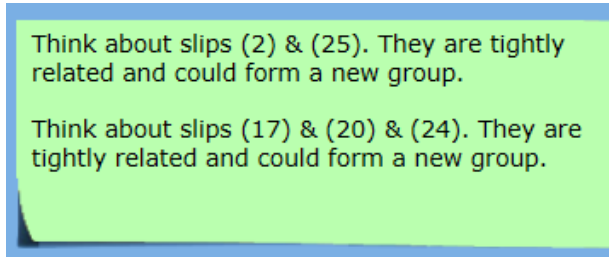 Think about slips (2) & (25). They are tightly
related and could form a new group.
Think about slips (17) & (20) & (24). They are
tightly related and could form a new group.